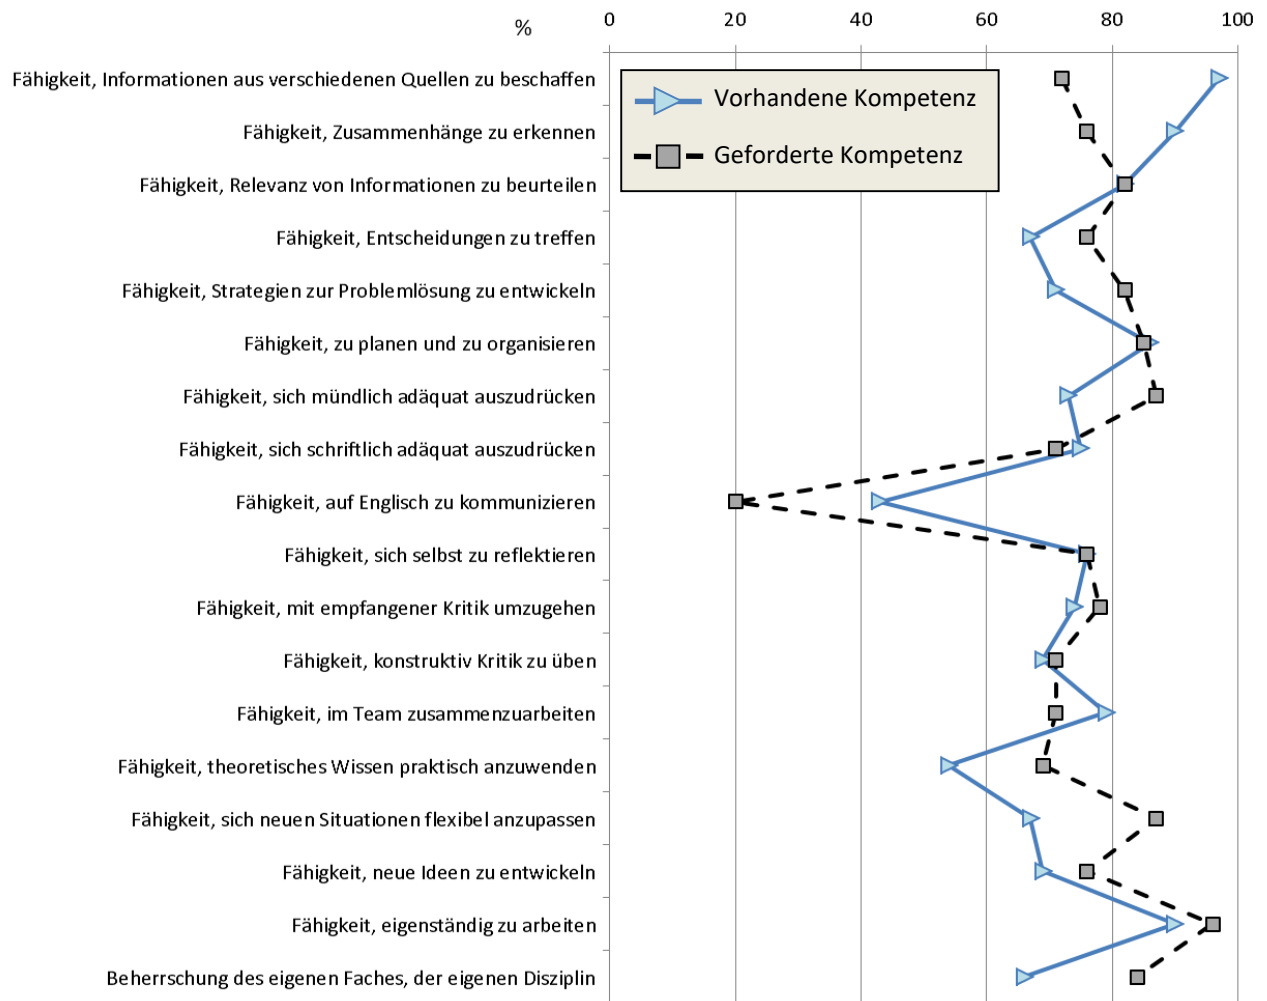 % 0 20 40 60 80 100
Fähigkeit, Informationen aus verschiedenen Quellen zu beschaffen
Vorhandene Kompetenz
Fähigkeit, Zusammenhänge zu erkennen
Geforderte Kompetenz
Fähigkeit, Relevanz von Informationen zu beurteilen
Fähigkeit, Entscheidungen zu treffen
Fähigkeit, Strategien zur Problemlösung zu entwickeln
Fähigkeit, zu planen und zu organisieren
Fähigkeit, sich mündlich adäquat auszudrücken
Fähigkeit, sich schriftlich adäquat auszudrücken
Fähigkeit, auf Englisch zu kommunizieren
Fähigkeit, sich selbst zu reflektieren
Fähigkeit, mit empfangener Kritik umzugehen
Fähigkeit, konstruktiv Kritik zu üben
Fähigkeit, im Team zusammenzuarbeiten
Fähigkeit, theoretisches Wissen praktisch anzuwenden
Fähigkeit, sich neuen Situationen flexibel anzupassen
Fähigkeit, neue Ideen zu entwickeln
Fähigkeit, eigenständig zu arbeiten
Beherrschung des eigenen Faches, der eigenen Disziplin